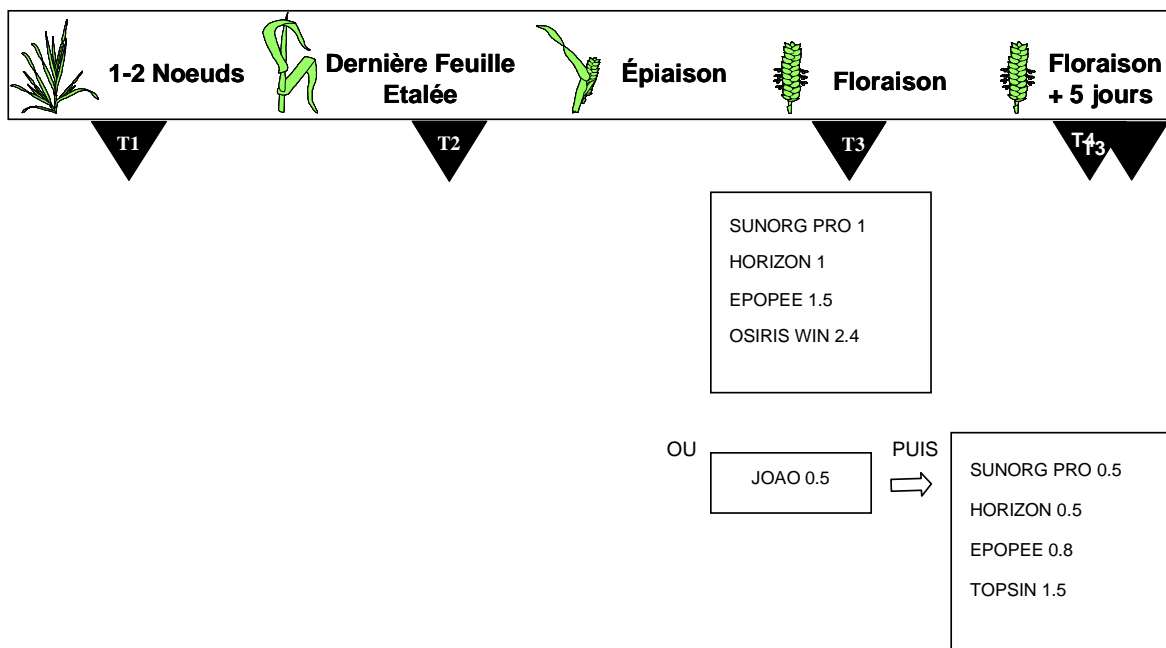 1-2 Noeuds
Dernière Feuille
Etalée
Épiaison
Floraison
Floraison
+ 5 jours
T1
T2
T3
T4
T3
SUNORG PRO 1
HORIZON 1
EPOPEE 1.5
OSIRIS WIN 2.4
OU
JOAO 0.5
PUIS
SUNORG PRO 0.5
HORIZON 0.5
EPOPEE 0.8
TOPSIN 1.5